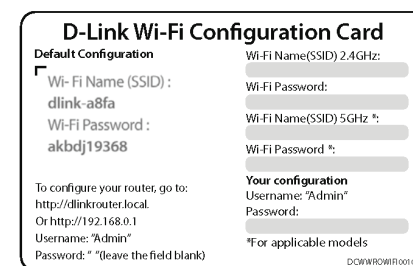 D-Link Wi-Fi Configuration Card
Default Configuration
Wi- Fi Name (SSID) :
dlink-a8fa
Wi-Fi Password :
akbdj19368
To configure your router, go to:
http://dlinkrouter.local.
Or http://192.168.0.1
Username: "Admin"
Password: " "(leave the field blank)
Wi-Fi Name(SSID) 2.4GHz:
Wi-Fi Password:
Wi-Fi Name(SSID) 5GHz *:
Wi-Fi Password *:
Your configuration
Username: "Admin"
Password:
*For applicable models